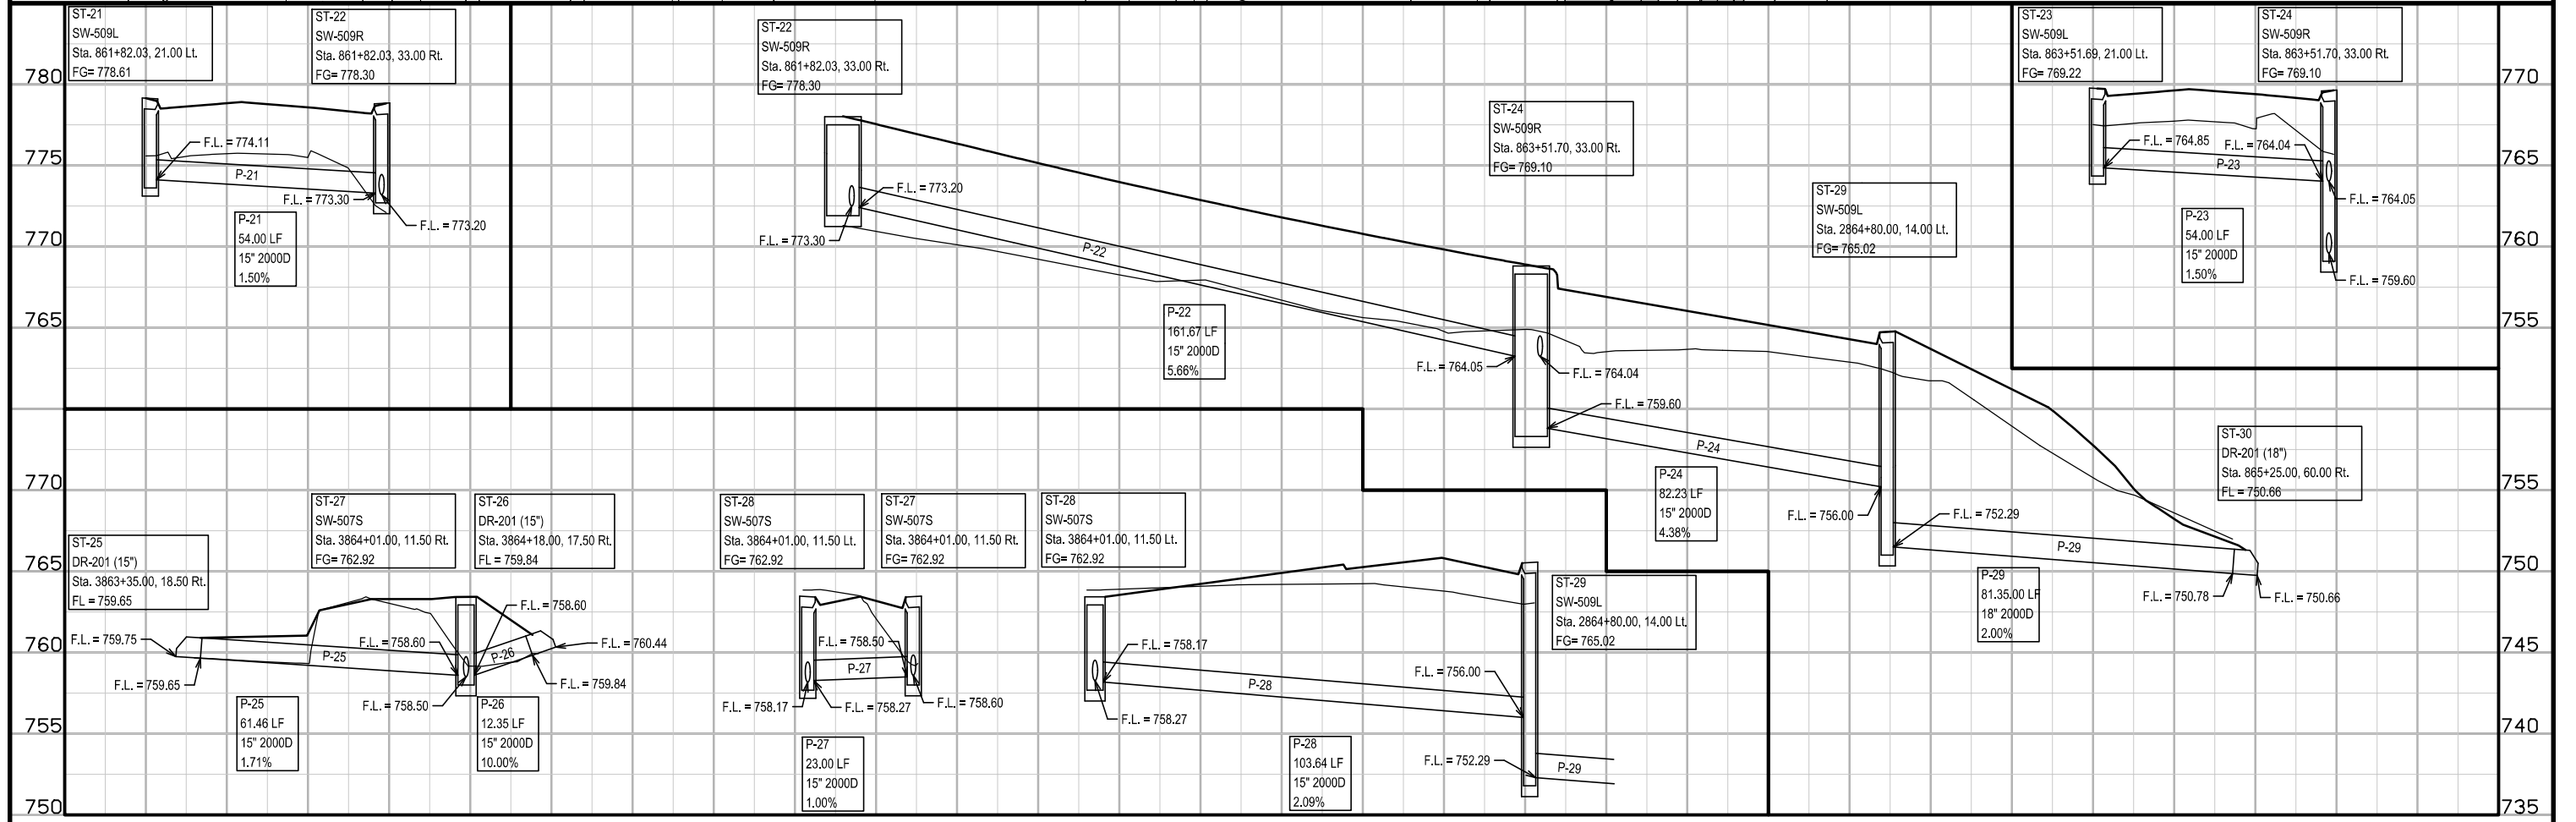 ST-21
SW-509L
Sta. 861+82.03, 21.00 Lt.
FG= 778.61
ST-22
SW-509R
Sta. 861+82.03, 33.00 Rt.
FG= 778.30
780
775
770
765
F.L. = 774.11
P-21
F.L. = 773.30
F.L. = 773.20
P-21
54.00 LF
15" 2000D
1.50%
ST-22
SW-509R
Sta. 861+82.03, 33.00 Rt.
FG= 778.30
F.L. = 773.20
F.L. = 773.30
P-22
P-22
161.67 LF
15" 2000D
5.66%
ST-24
SW-509R
Sta. 863+51.70, 33.00 Rt.
FG= 769.10
F.L. = 764.05
F.L. = 764.04
F.L. = 759.60
P-24
P-24
82.23 LF
15" 2000D
4.38%
ST-29
SW-509L
Sta. 2864+80.00, 14.00 Lt.
FG= 765.02
F.L. = 756.00
F.L. = 752.29
P-29
P-29
81.35.00 LF
18" 2000D
2.00%
ST-30
DR-201 (18")
Sta. 865+25.00, 60.00 Rt.
FL = 750.66
F.L. = 750.78
F.L. = 750.66
ST-23
SW-509L
Sta. 863+51.69, 21.00 Lt.
FG= 769.22
ST-24
SW-509R
Sta. 863+51.70, 33.00 Rt.
FG= 769.10
F.L. = 764.85
F.L. = 764.04
P-23
F.L. = 764.05
F.L. = 759.60
P-23
54.00 LF
15" 2000D
1.50%
770
765
760
755
755
750
745
740
735
770
765
760
755
750
ST-25
DR-201 (15")
Sta. 3863+35.00, 18.50 Rt.
FL = 759.65
ST-27
SW-507S
Sta. 3864+01.00, 11.50 Rt.
FG= 762.92
ST-26
DR-201 (15")
Sta. 3864+18.00, 17.50 Rt.
FL = 759.84
F.L. = 759.75
F.L. = 759.65
P-25
F.L. = 758.60
F.L. = 758.60
P-26
F.L. = 760.44
F.L. = 759.84
F.L. = 758.50
P-25
61.46 LF
15" 2000D
1.71%
P-26
12.35 LF
15" 2000D
10.00%
ST-28
SW-507S
Sta. 3864+01.00, 11.50 Lt.
FG= 762.92
ST-27
SW-507S
Sta. 3864+01.00, 11.50 Rt.
FG= 762.92
F.L. = 758.50
P-27
F.L. = 758.17
F.L. = 758.27
F.L. = 758.60
P-27
23.00 LF
15" 2000D
1.00%
ST-28
SW-507S
Sta. 3864+01.00, 11.50 Lt.
FG= 762.92
F.L. = 758.17
P-28
F.L. = 758.27
F.L. = 756.00
P-28
103.64 LF
15" 2000D
2.09%
ST-29
SW-509L
Sta. 2864+80.00, 14.00 Lt.
FG= 765.02
F.L. = 752.29
P-29